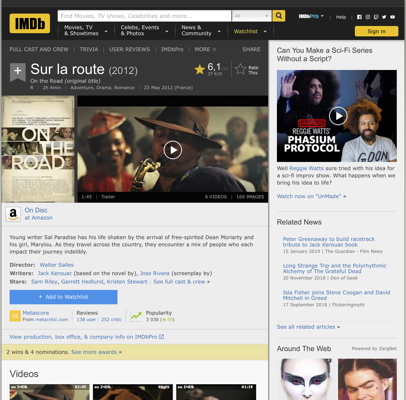 IMDb
Find Movies, TV shows, Celebrities and more...
All
IMDbPro
Help
Movies, TV & Showtimes
Celebs, Events & Photos
News & Community
Watchlist
Sign in
FULL CAST AND CREW | TRIVIA | USER REVIEWS | IMDbPro | MORE
SHARE
Sur la route (2012)
On the Road (original title)
R | 2h 4min | Adventure, Drama, Romance | 23 May 2012 (France)
6,1
Rate This
ON THE ROAD
1:45 | Trailer
6 VIDEOS | 169 IMAGES
On Disc
at Amazon
Young writer Sal Paradise has his life shaken by the arrival of free-spirited Dean Moriarty and
his girl, Marylou. As they travel across the country, they encounter a mix of people who each
impact their journey indelibly.
Director: Walter Salles
Writers: Jack Kerouac (based on the novel by), Jose Rivera (screenplay by)
Stars: Sam Riley, Garrett Hedlund, Kristen Stewart | See full cast & crew »
+ Add to Watchlist
Metascore
From metacritic.com
Reviews
138 user | 252 critic
Popularity
View production, box office, & company info on IMDbPro
2 wins & 4 nominations. See more awards »
Videos
Can You Make a Sci-Fi Series
Without a Script?
REGGIE WATTS'
PHANTASM
PROTOCOL
Well Reggie Watts sure tried with his idea for
a sci-fi improv show. What happens when we
bring his idea to life?
Watch now on "UnMade" »
Related News
Peter Greenaway to build racetrack
tribute to Jack Kerouac
15 January 2019 | The Guardian - Film News
Long Strange Trip and the Polyrhythmic
Alchemy of The Grateful Dead
20 November 2018 | Den of Geek
Isla Fisher Joins Steve Coogan and David
Mitchell in Greed
17 September 2018 | Flickeringmyth
See all related articles »
Around The Web
Powered by ZergNet